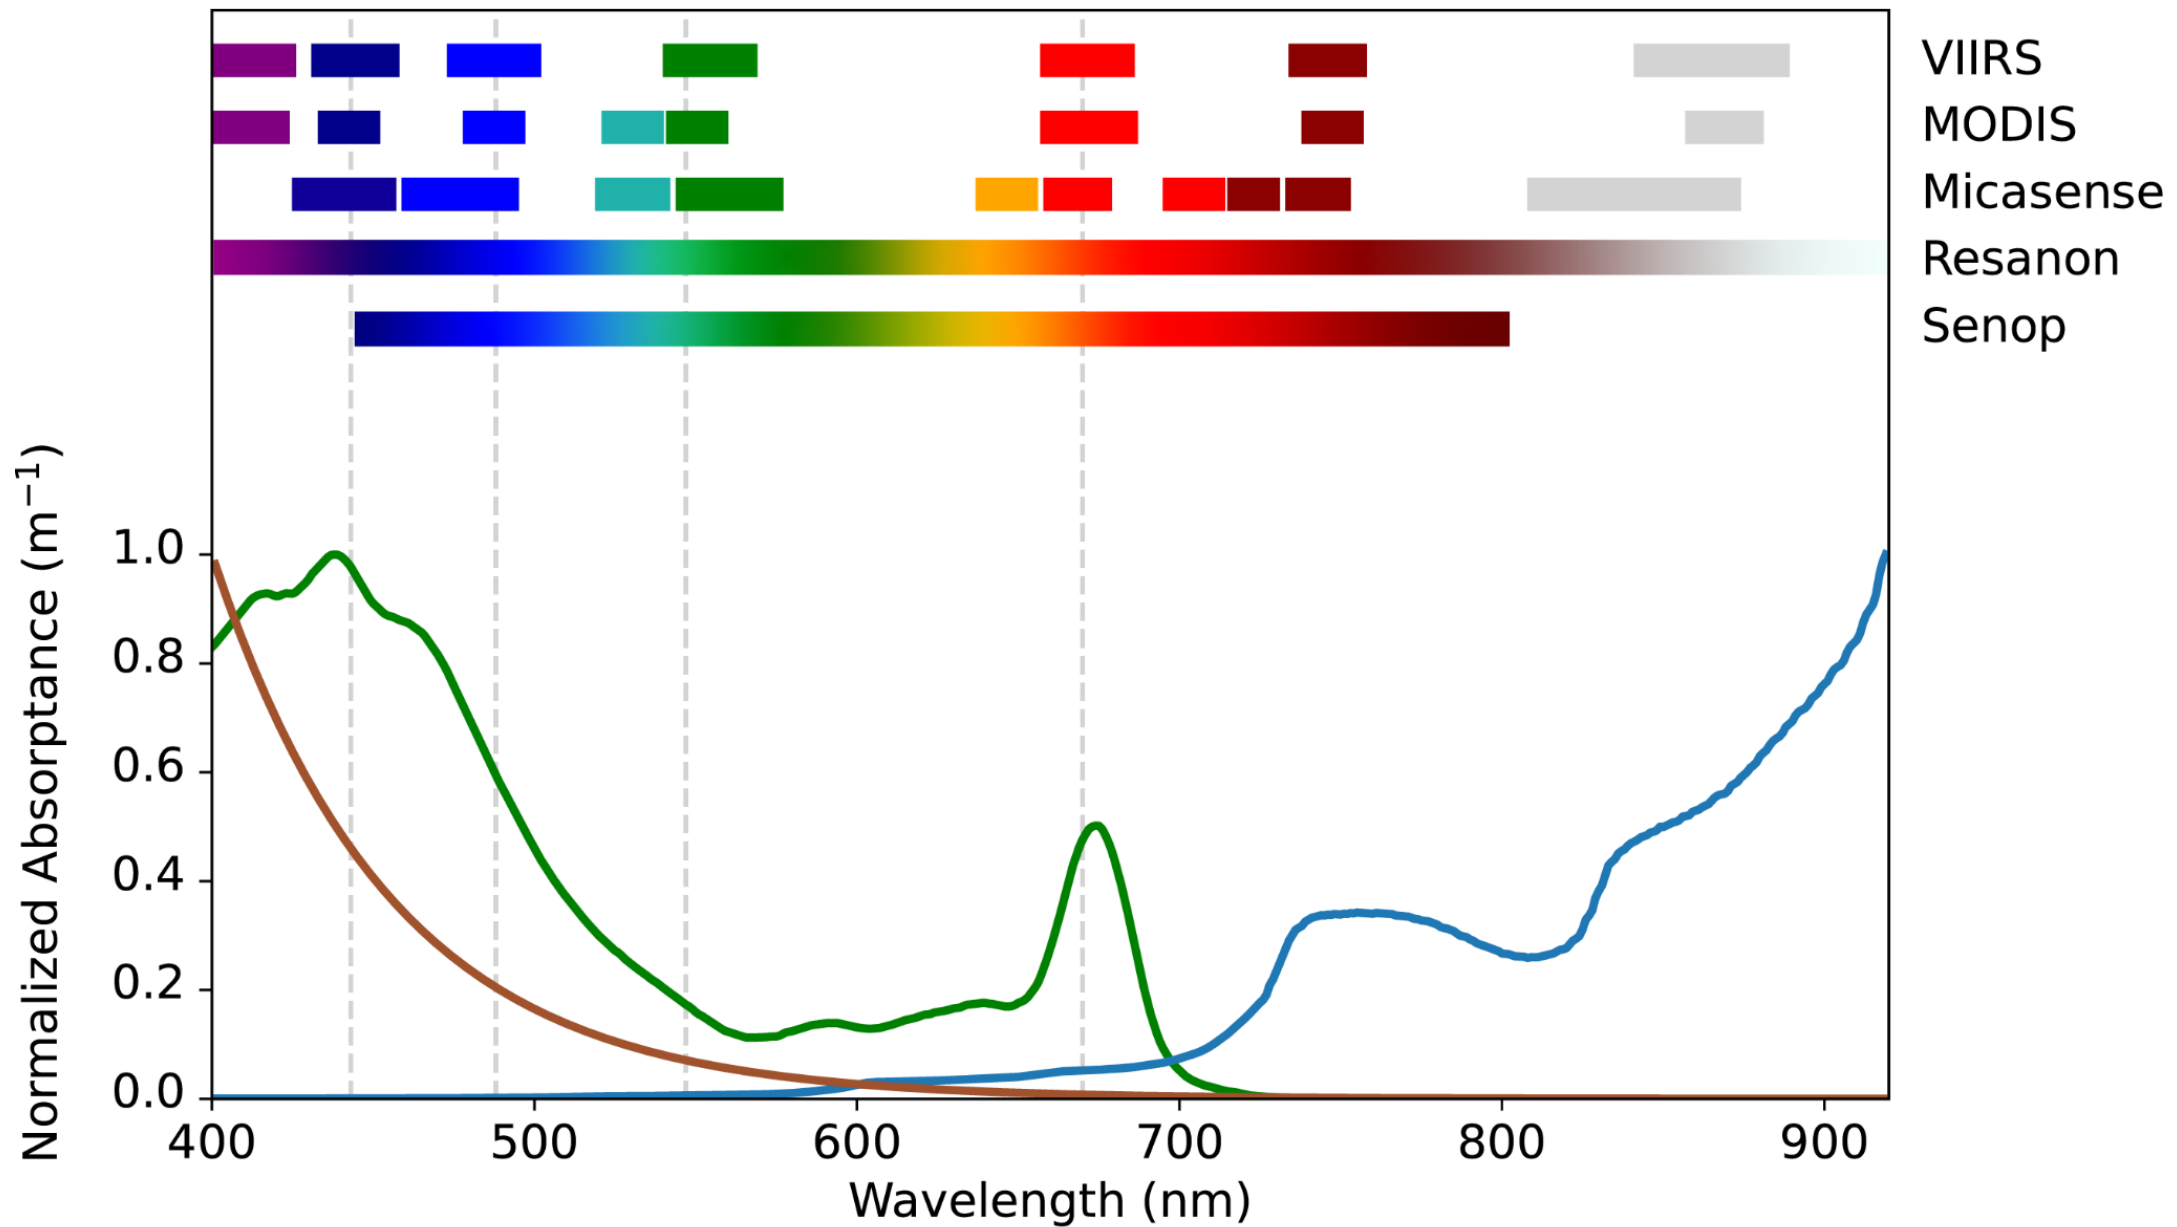 VIIRS
MODIS
Micasense
Resanon
Senop
Normalized Absorptance (m⁻¹)
1.0
0.8
0.6
0.4
0.2
0.0
400 500 600 700 800 900
Wavelength (nm)